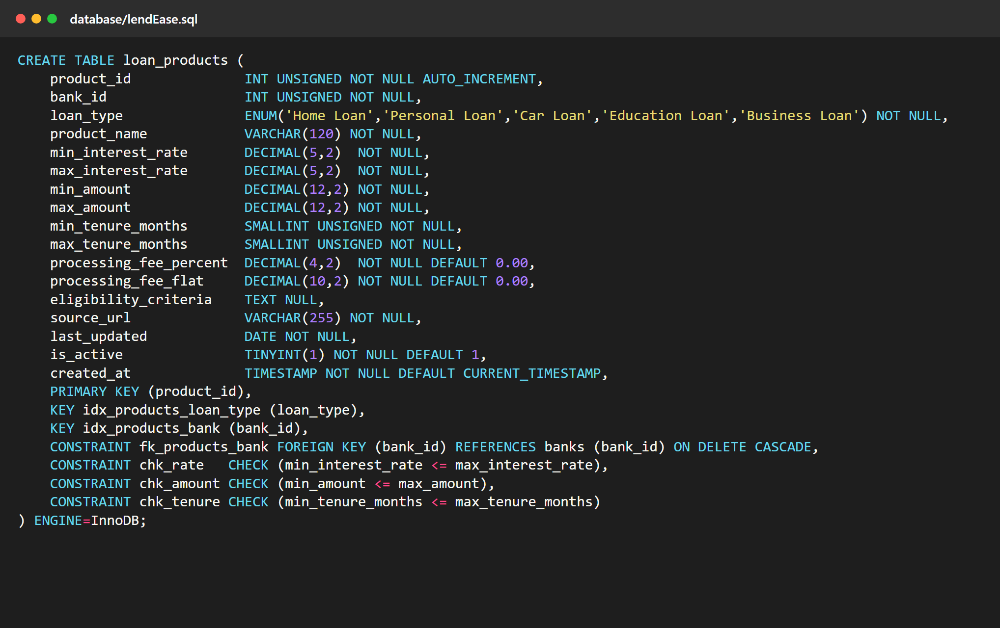 database/lendEase.sql
CREATE TABLE loan_products (
    product_id              INT UNSIGNED NOT NULL AUTO_INCREMENT,
    bank_id                 INT UNSIGNED NOT NULL,
    loan_type               ENUM('Home Loan','Personal Loan','Car Loan','Education Loan','Business Loan') NOT NULL,
    product_name            VARCHAR(120) NOT NULL,
    min_interest_rate       DECIMAL(5,2)  NOT NULL,
    max_interest_rate       DECIMAL(5,2)  NOT NULL,
    min_amount              DECIMAL(12,2) NOT NULL,
    max_amount              DECIMAL(12,2) NOT NULL,
    min_tenure_months       SMALLINT UNSIGNED NOT NULL,
    max_tenure_months       SMALLINT UNSIGNED NOT NULL,
    processing_fee_percent  DECIMAL(4,2)  NOT NULL DEFAULT 0.00,
    processing_fee_flat     DECIMAL(10,2) NOT NULL DEFAULT 0.00,
    eligibility_criteria    TEXT NULL,
    source_url              VARCHAR(255) NOT NULL,
    last_updated            DATE NOT NULL,
    is_active               TINYINT(1) NOT NULL DEFAULT 1,
    created_at              TIMESTAMP NOT NULL DEFAULT CURRENT_TIMESTAMP,
    PRIMARY KEY (product_id),
    KEY idx_products_loan_type (loan_type),
    KEY idx_products_bank (bank_id),
    CONSTRAINT fk_products_bank FOREIGN KEY (bank_id) REFERENCES banks (bank_id) ON DELETE CASCADE,
    CONSTRAINT chk_rate   CHECK (min_interest_rate <= max_interest_rate),
    CONSTRAINT chk_amount CHECK (min_amount <= max_amount),
    CONSTRAINT chk_tenure CHECK (min_tenure_months <= max_tenure_months)
) ENGINE=InnoDB;